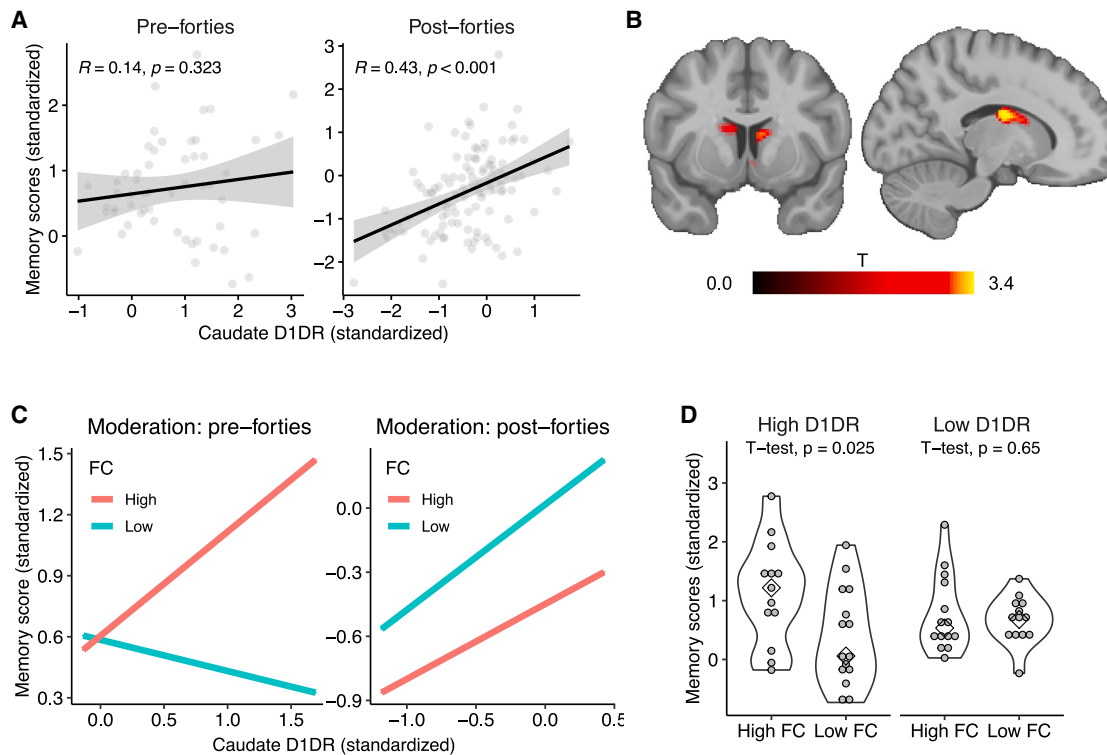 A
Pre–forties
Post–forties
R = 0.14, p = 0.323
R = 0.43, p < 0.001
Memory scores (standardized)
2
1
0
3
2
1
0
−1
−2
−1 0 1 2 3
−3 −2 −1 0 1
Caudate D1DR (standardized)
B
T
0.0
3.4
C
Moderation: pre–forties
Moderation: post–forties
FC
High
Low
FC
High
Low
Memory score (standardized)
1.5
1.2
0.9
0.6
0.3
0.0
−0.3
−0.6
−0.9
0.0 0.5 1.0 1.5
−1.0 −0.5 0.0 0.5
Caudate D1DR (standardized)
D
High D1DR
Low D1DR
T−test, p = 0.025
T−test, p = 0.65
Memory scores (standardized)
3
2
1
0
High FC Low FC
High FC Low FC